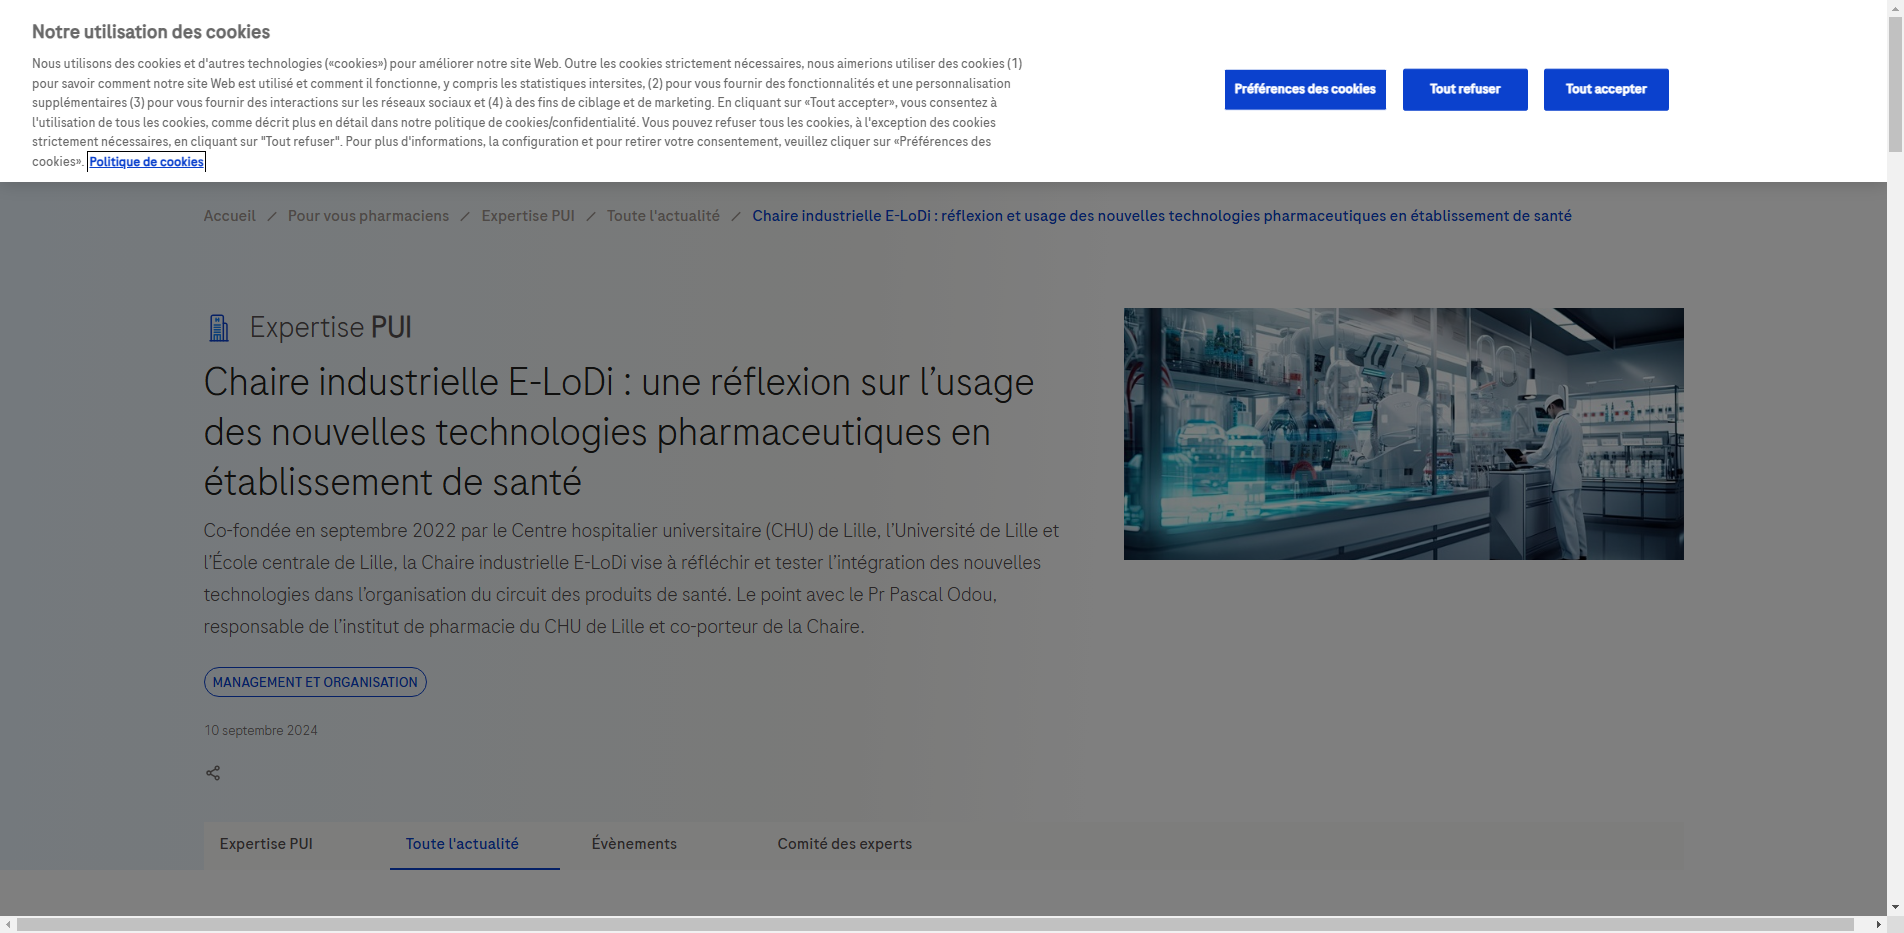 Notre utilisation des cookies
Nous utilisons des cookies et d'autres technologies («cookies») pour améliorer notre site Web. Outre les cookies strictement nécessaires, nous aimerions utiliser des cookies (1)
pour savoir comment notre site Web est utilisé et comment il fonctionne, y compris les statistiques intersites, (2) pour vous fournir des fonctionnalités et une personnalisation
supplémentaires (3) pour vous fournir des interactions sur les réseaux sociaux et (4) à des fins de ciblage et de marketing. En cliquant sur «Tout accepter», vous consentez à
l'utilisation de tous les cookies, comme décrit plus en détail dans notre politique de cookies/confidentialité. Vous pouvez refuser tous les cookies, à l'exception des cookies
strictement nécessaires, en cliquant sur "Tout refuser". Pour plus d'informations, la configuration et pour retirer votre consentement, veuillez cliquer sur «Préférences des
cookies». Politique de cookies
Préférences des cookies
Tout refuser
Tout accepter
Accueil / Pour vous pharmaciens / Expertise PUI / Toute l'actualité / Chaire industrielle E-LoDi : réflexion et usage des nouvelles technologies pharmaceutiques en établissement de santé
Expertise PUI
Chaire industrielle E-LoDi : une réflexion sur l’usage
des nouvelles technologies pharmaceutiques en
établissement de santé
Co-fondée en septembre 2022 par le Centre hospitalier universitaire (CHU) de Lille, l’Université de Lille et
l’École centrale de Lille, la Chaire industrielle E-LoDi vise à réfléchir et tester l’intégration des nouvelles
technologies dans l’organisation du circuit des produits de santé. Le point avec le Pr Pascal Odou,
responsable de l’institut de pharmacie du CHU de Lille et co-porteur de la Chaire.
MANAGEMENT ET ORGANISATION
10 septembre 2024
Expertise PUI
Toute l'actualité
Évènements
Comité des experts